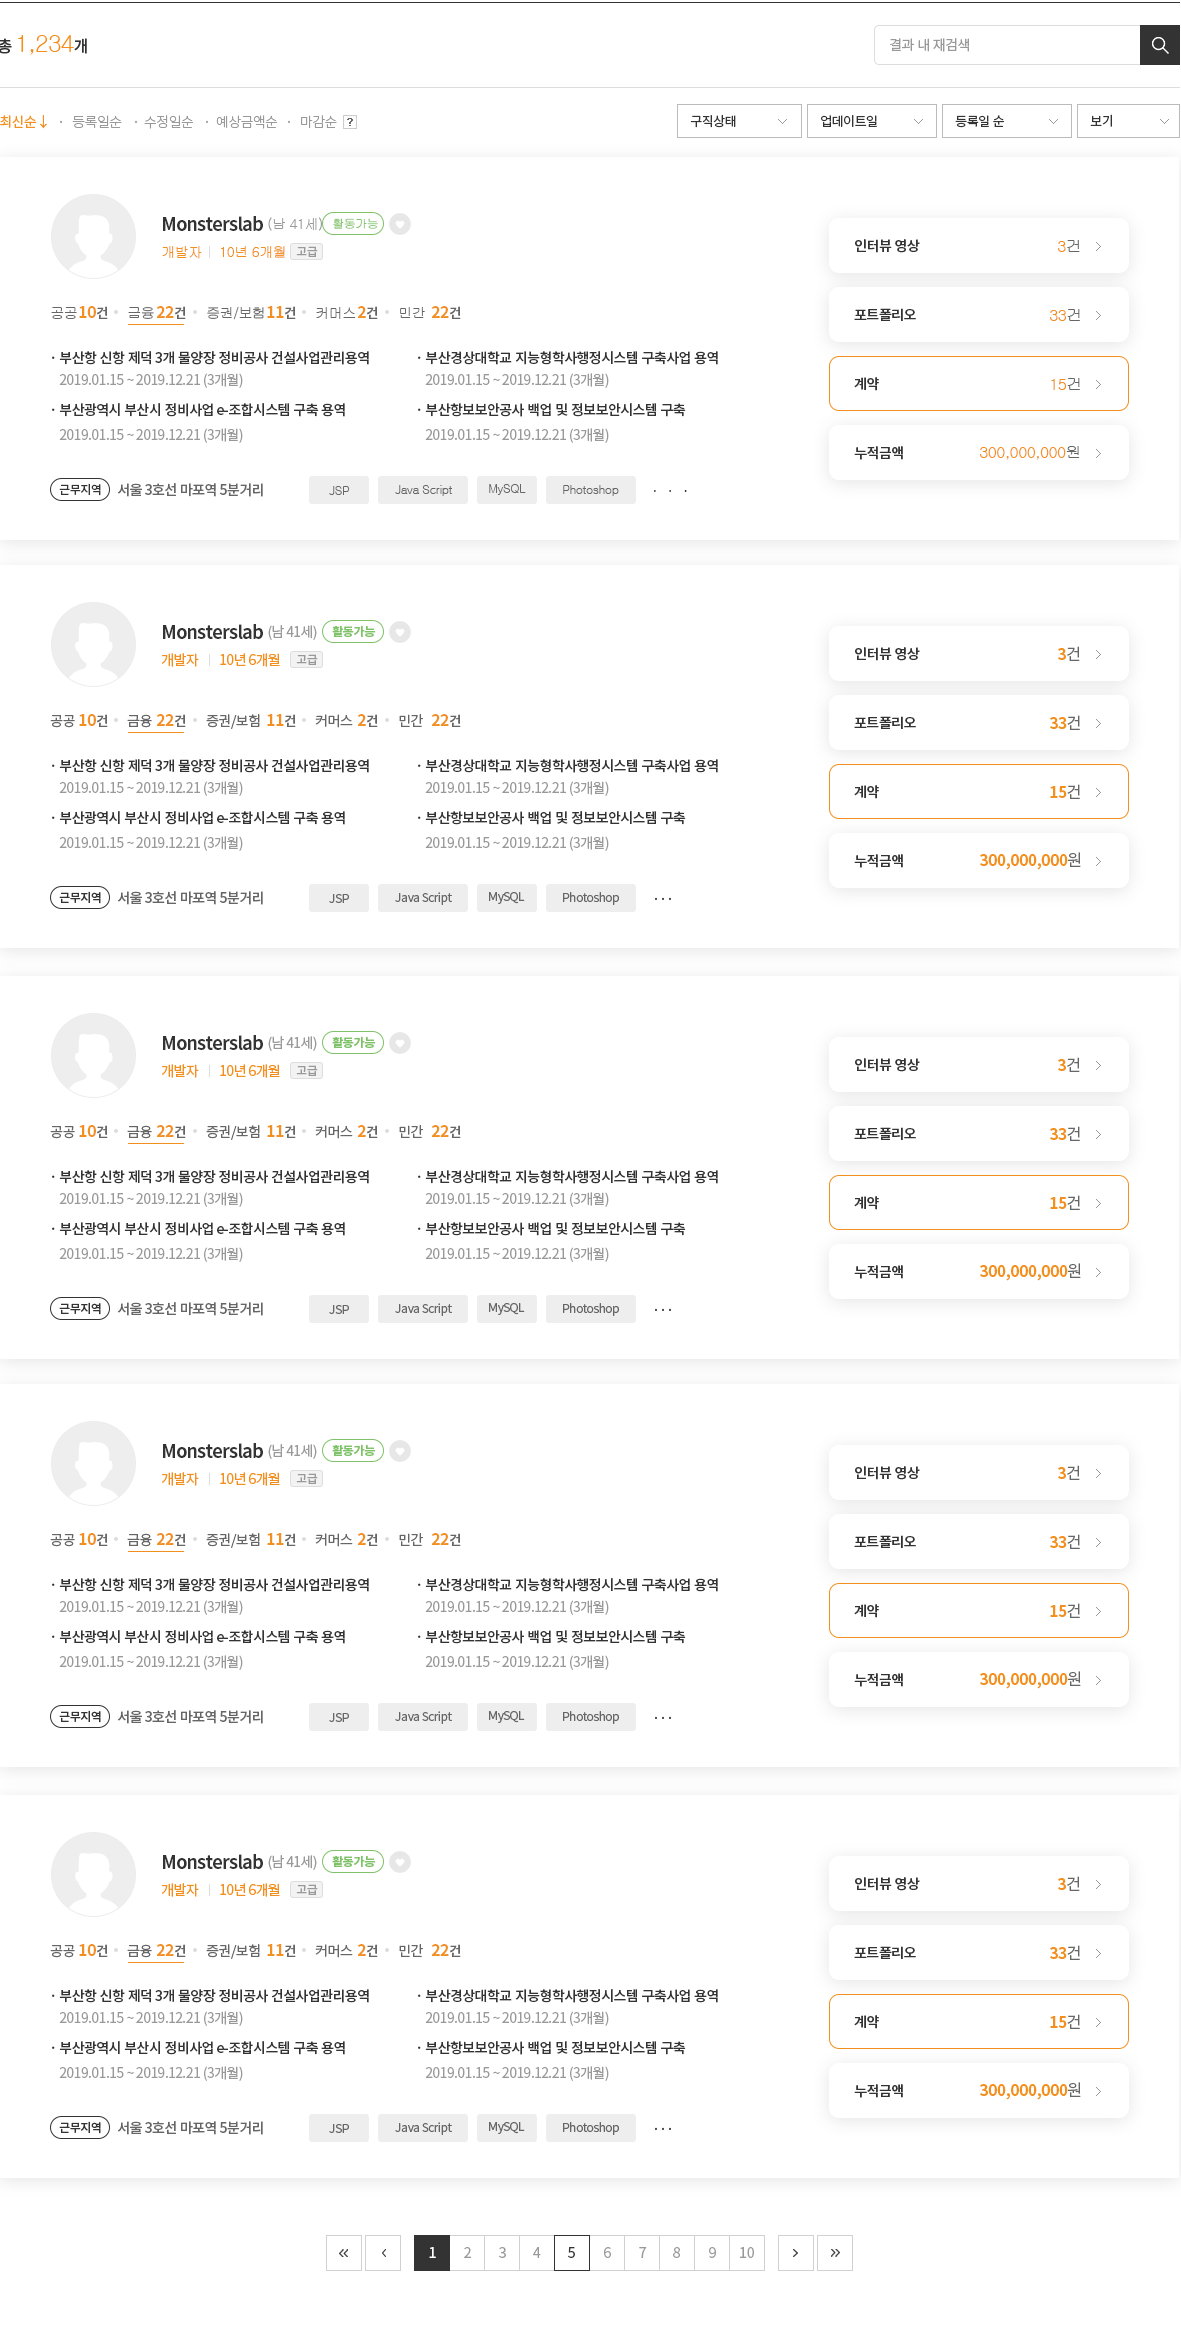 총 1,234개
결과 내 재검색
최신순↓ · 등록일순 · 수정일순 · 예상금액순 · 마감순 ?
구직상태 업데이트일 등록일 순 보기
Monsterslab (남 41세) 활동가능
개발자 | 10년 6개월 고급
공공 10건 • 금융 22건 • 증권/보험 11건 • 커머스 2건 • 민간 22건
· 부산항 신항 제덕 3개 물양장 정비공사 건설사업관리용역
2019.01.15 ~ 2019.12.21 (3개월)
· 부산경상대학교 지능형학사행정시스템 구축사업 용역
2019.01.15 ~ 2019.12.21 (3개월)
· 부산광역시 부산시 정비사업 e-조합시스템 구축 용역
2019.01.15 ~ 2019.12.21 (3개월)
· 부산항보보안공사 백업 및 정보보안시스템 구축
2019.01.15 ~ 2019.12.21 (3개월)
근무지역 서울 3호선 마포역 5분거리 JSP Java Script MySQL Photoshop . . .
인터뷰 영상 3건
포트폴리오 33건
계약 15건
누적금액 300,000,000원
Monsterslab (남 41세) 활동가능
개발자 | 10년 6개월 고급
공공 10건 • 금융 22건 • 증권/보험 11건 • 커머스 2건 • 민간 22건
· 부산항 신항 제덕 3개 물양장 정비공사 건설사업관리용역
2019.01.15 ~ 2019.12.21 (3개월)
· 부산경상대학교 지능형학사행정시스템 구축사업 용역
2019.01.15 ~ 2019.12.21 (3개월)
· 부산광역시 부산시 정비사업 e-조합시스템 구축 용역
2019.01.15 ~ 2019.12.21 (3개월)
· 부산항보보안공사 백업 및 정보보안시스템 구축
2019.01.15 ~ 2019.12.21 (3개월)
근무지역 서울 3호선 마포역 5분거리 JSP Java Script MySQL Photoshop ...
인터뷰 영상 3건
포트폴리오 33건
계약 15건
누적금액 300,000,000원
Monsterslab (남 41세) 활동가능
개발자 | 10년 6개월 고급
공공 10건 • 금융 22건 • 증권/보험 11건 • 커머스 2건 • 민간 22건
· 부산항 신항 제덕 3개 물양장 정비공사 건설사업관리용역
2019.01.15 ~ 2019.12.21 (3개월)
· 부산경상대학교 지능형학사행정시스템 구축사업 용역
2019.01.15 ~ 2019.12.21 (3개월)
· 부산광역시 부산시 정비사업 e-조합시스템 구축 용역
2019.01.15 ~ 2019.12.21 (3개월)
· 부산항보보안공사 백업 및 정보보안시스템 구축
2019.01.15 ~ 2019.12.21 (3개월)
근무지역 서울 3호선 마포역 5분거리 JSP Java Script MySQL Photoshop ...
인터뷰 영상 3건
포트폴리오 33건
계약 15건
누적금액 300,000,000원
Monsterslab (남 41세) 활동가능
개발자 | 10년 6개월 고급
공공 10건 • 금융 22건 • 증권/보험 11건 • 커머스 2건 • 민간 22건
· 부산항 신항 제덕 3개 물양장 정비공사 건설사업관리용역
2019.01.15 ~ 2019.12.21 (3개월)
· 부산경상대학교 지능형학사행정시스템 구축사업 용역
2019.01.15 ~ 2019.12.21 (3개월)
· 부산광역시 부산시 정비사업 e-조합시스템 구축 용역
2019.01.15 ~ 2019.12.21 (3개월)
· 부산항보보안공사 백업 및 정보보안시스템 구축
2019.01.15 ~ 2019.12.21 (3개월)
근무지역 서울 3호선 마포역 5분거리 JSP Java Script MySQL Photoshop ...
인터뷰 영상 3건
포트폴리오 33건
계약 15건
누적금액 300,000,000원
Monsterslab (남 41세) 활동가능
개발자 | 10년 6개월 고급
공공 10건 • 금융 22건 • 증권/보험 11건 • 커머스 2건 • 민간 22건
· 부산항 신항 제덕 3개 물양장 정비공사 건설사업관리용역
2019.01.15 ~ 2019.12.21 (3개월)
· 부산경상대학교 지능형학사행정시스템 구축사업 용역
2019.01.15 ~ 2019.12.21 (3개월)
· 부산광역시 부산시 정비사업 e-조합시스템 구축 용역
2019.01.15 ~ 2019.12.21 (3개월)
· 부산항보보안공사 백업 및 정보보안시스템 구축
2019.01.15 ~ 2019.12.21 (3개월)
근무지역 서울 3호선 마포역 5분거리 JSP Java Script MySQL Photoshop ...
인터뷰 영상 3건
포트폴리오 33건
계약 15건
누적금액 300,000,000원
« ‹ 1 2 3 4 5 6 7 8 9 10 › »